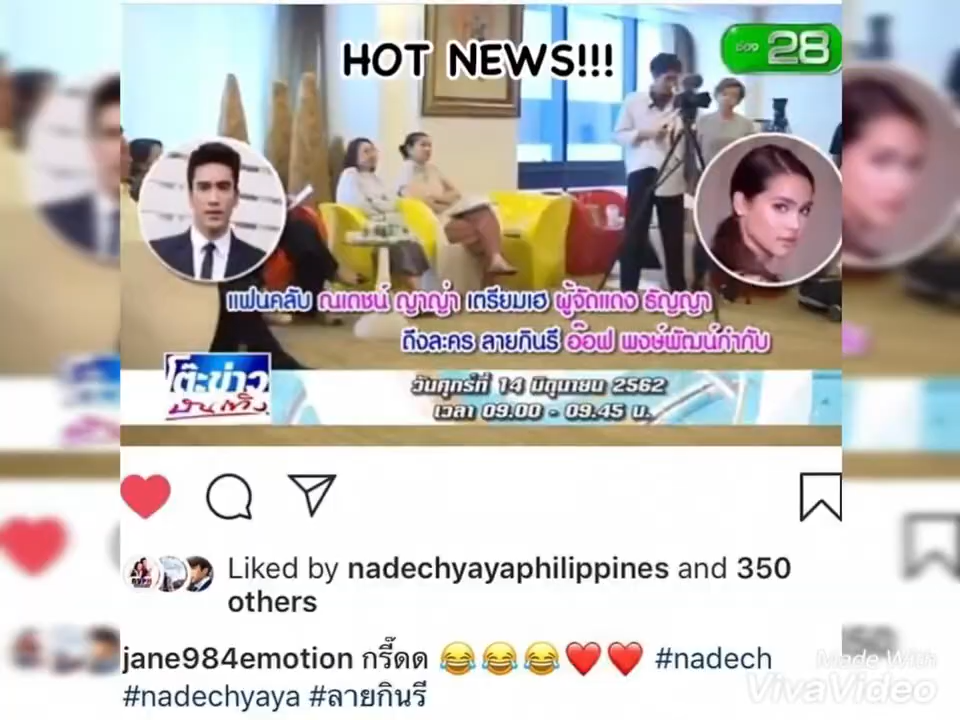 HOT NEWS!!!
ช่อง 28
แฟนคลับ ณเดชน์ ญาญ่า เตรียมเฮ ผู้จัดแดง ธัญญา
ดึงละคร ลายกินรี อ๊อฟ พงษ์พัฒน์กำกับ
โต๊ะข่าว
บันเทิง
วันศุกร์ที่ 14 มิถุนายน 2562
เวลา 09.00 - 09.45 น.
Liked by nadechyayaphilippines and 350
others
jane984emotion กรี๊ดด 😂😂😂❤️❤️ #nadech
#nadechyaya #ลายกินรี
Made With
VivaVideo